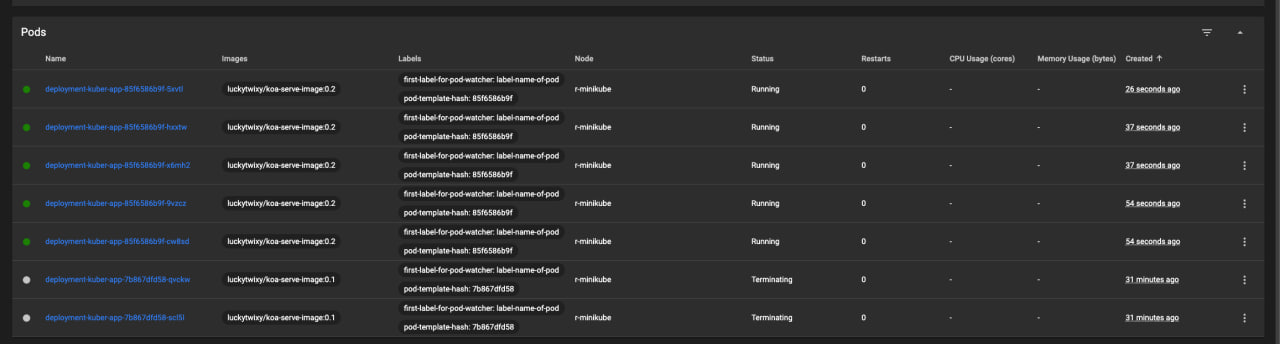 Pods
Name Images Labels Node Status Restarts CPU Usage (cores) Memory Usage (bytes) Created ↑
first-label-for-pod-watcher: label-name-of-pod
deployment-kuber-app-85f6586b9f-5xvtl luckytwixy/koa-serve-image:0.2 r-minikube Running 0 - - 26 seconds ago
pod-template-hash: 85f6586b9f
first-label-for-pod-watcher: label-name-of-pod
deployment-kuber-app-85f6586b9f-hxxtw luckytwixy/koa-serve-image:0.2 r-minikube Running 0 - - 37 seconds ago
pod-template-hash: 85f6586b9f
first-label-for-pod-watcher: label-name-of-pod
deployment-kuber-app-85f6586b9f-x6mh2 luckytwixy/koa-serve-image:0.2 r-minikube Running 0 - - 37 seconds ago
pod-template-hash: 85f6586b9f
first-label-for-pod-watcher: label-name-of-pod
deployment-kuber-app-85f6586b9f-9vzcz luckytwixy/koa-serve-image:0.2 r-minikube Running 0 - - 54 seconds ago
pod-template-hash: 85f6586b9f
first-label-for-pod-watcher: label-name-of-pod
deployment-kuber-app-85f6586b9f-cw8sd luckytwixy/koa-serve-image:0.2 r-minikube Running 0 - - 54 seconds ago
pod-template-hash: 85f6586b9f
first-label-for-pod-watcher: label-name-of-pod
deployment-kuber-app-7b867dfd58-qvckw luckytwixy/koa-serve-image:0.1 r-minikube Terminating 0 - - 31 minutes ago
pod-template-hash: 7b867dfd58
first-label-for-pod-watcher: label-name-of-pod
deployment-kuber-app-7b867dfd58-scl5l luckytwixy/koa-serve-image:0.1 r-minikube Terminating 0 - - 31 minutes ago
pod-template-hash: 7b867dfd58